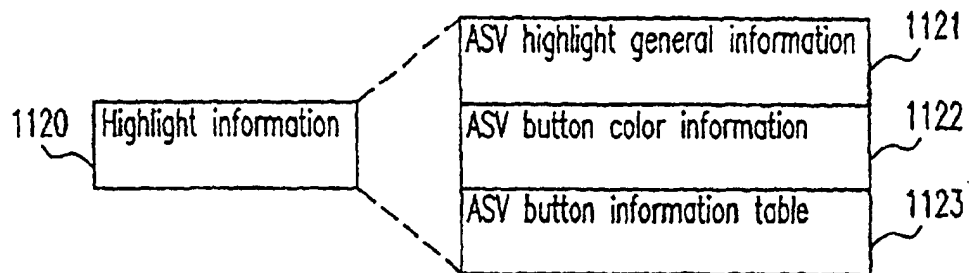 ASV highlight general information 1121
1120 Highlight information
ASV button color information 1122
ASV button information table 1123